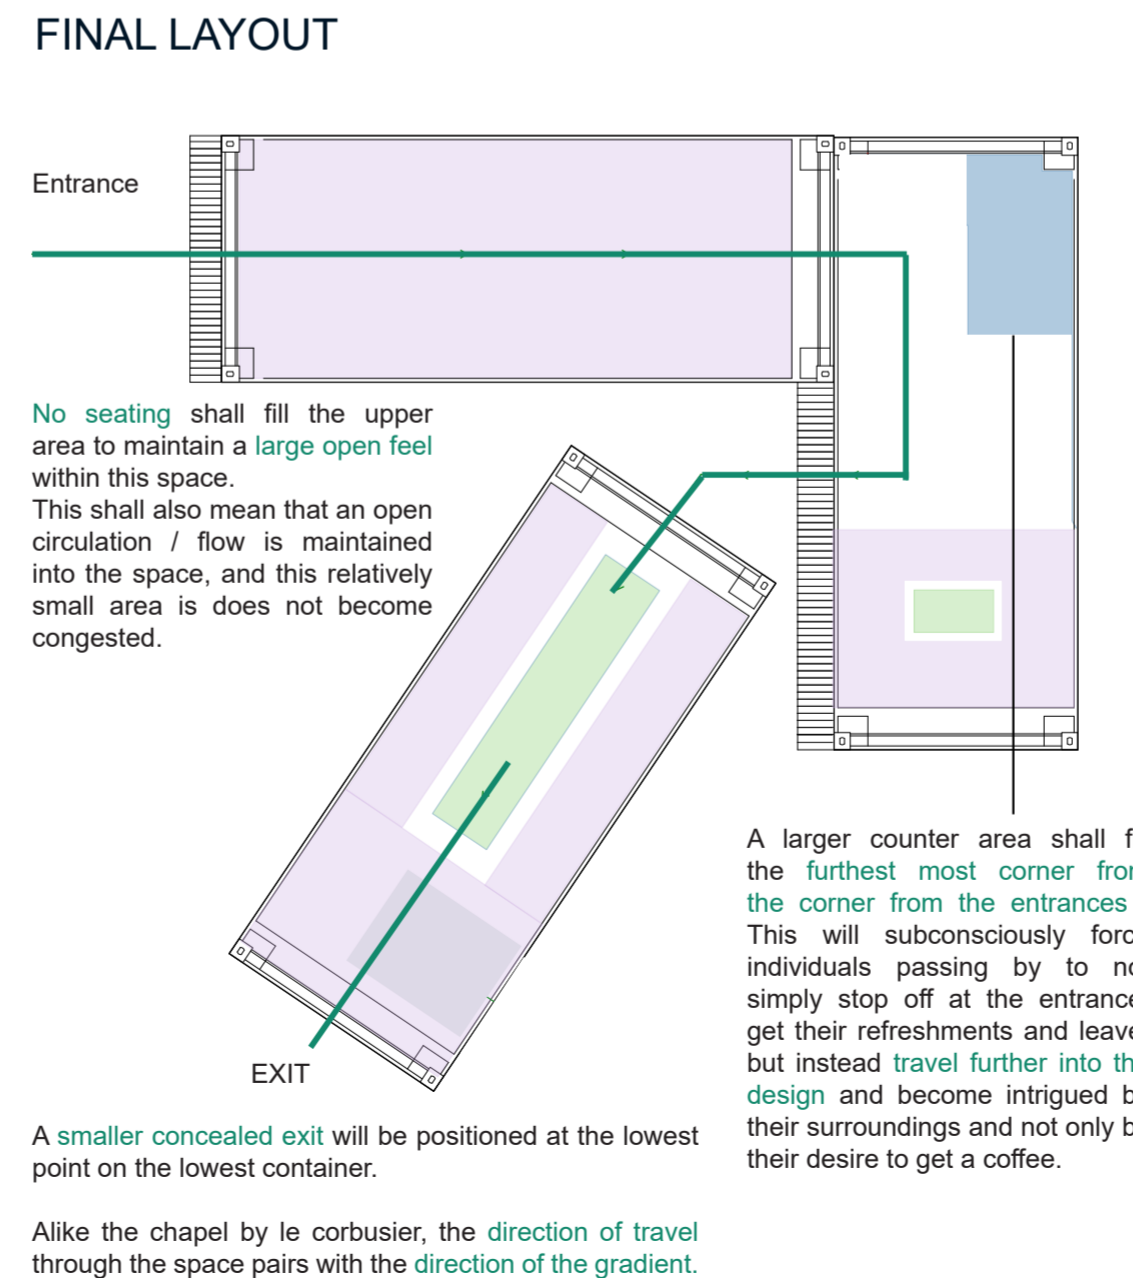 FINAL LAYOUT
Entrance
No seating shall fill the upper
area to maintain a large open feel
within this space.
This shall also mean that an open
circulation / flow is maintained
into the space, and this relatively
small area is does not become
congested.
EXIT
A smaller concealed exit will be positioned at the lowest
point on the lowest container.
Alike the chapel by le corbusier, the direction of travel
through the space pairs with the direction of the gradient.
A larger counter area shall
the furthest most corner
the corner from the entrances
This will subconsciously
individuals passing by to
simply stop off at the entrance
get their refreshments and leave
but instead travel further into
design and become intrigued
their surroundings and not only
their desire to get a coffee.